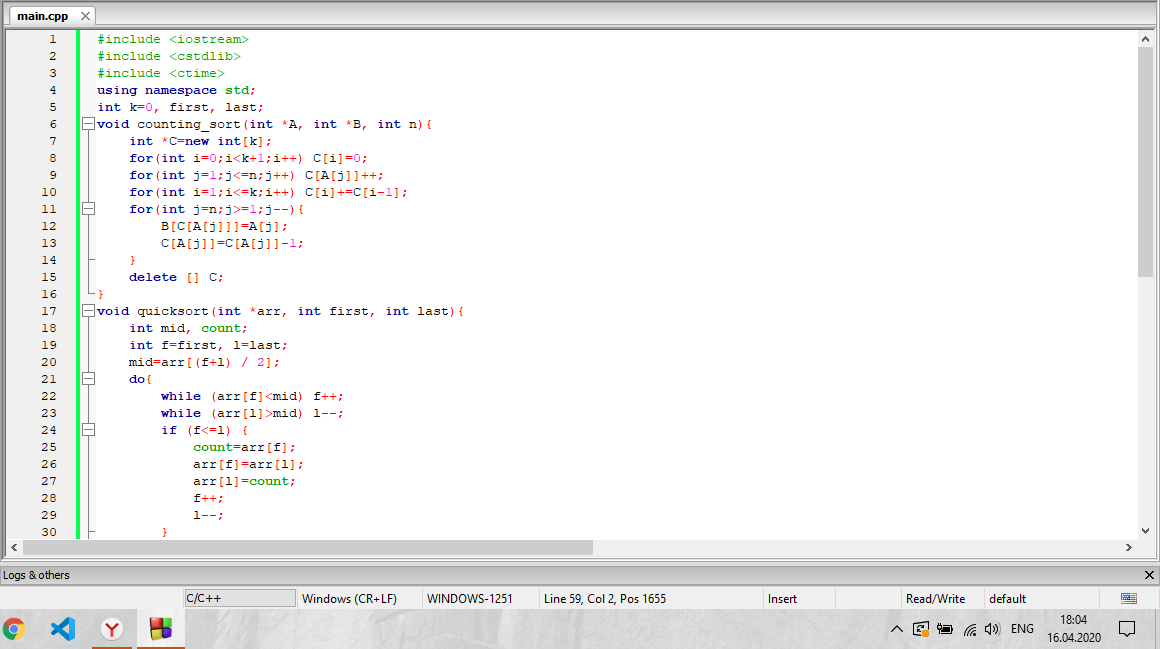 main.cpp
1 #include <iostream>
2 #include <cstdlib>
3 #include <ctime>
4 using namespace std;
5 int k=0, first, last;
6 void counting_sort(int *A, int *B, int n){
7 int *C=new int[k];
8 for(int i=0;i<k+1;i++) C[i]=0;
9 for(int j=1;j<=n;j++) C[A[j]]++;
10 for(int i=1;i<=k;i++) C[i]+=C[i-1];
11 for(int j=n;j>=1;j--){
12 B[C[A[j]]]=A[j];
13 C[A[j]]=C[A[j]]-1;
14 }
15 delete [] C;
16 }
17 void quicksort(int *arr, int first, int last){
18 int mid, count;
19 int f=first, l=last;
20 mid=arr[(f+l) / 2];
21 do{
22 while (arr[f]<mid) f++;
23 while (arr[l]>mid) l--;
24 if (f<=l) {
25 count=arr[f];
26 arr[f]=arr[l];
27 arr[l]=count;
28 f++;
29 l--;
30 }
Logs & others
C/C++ Windows (CR+LF) WINDOWS-1251 Line 59, Col 2, Pos 1655 Insert Read/Write default
ENG 18:04
16.04.2020